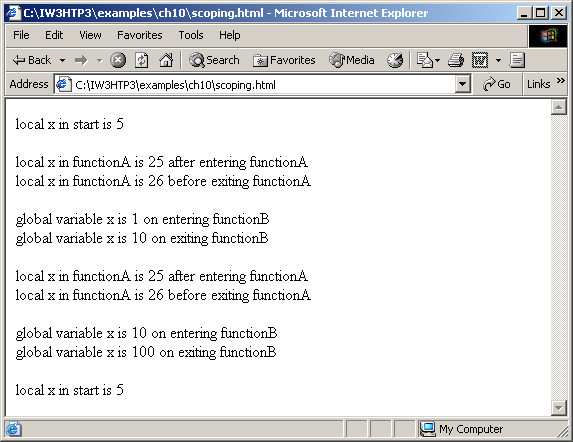 C:\IW3HTP3\examples\ch10\scoping.html - Microsoft Internet Explorer
File Edit View Favorites Tools Help
Back Search Favorites Media
Address C:\IW3HTP3\examples\ch10\scoping.html Go Links »
local x in start is 5
local x in functionA is 25 after entering functionA
local x in functionA is 26 before exiting functionA
global variable x is 1 on entering functionB
global variable x is 10 on exiting functionB
local x in functionA is 25 after entering functionA
local x in functionA is 26 before exiting functionA
global variable x is 10 on entering functionB
global variable x is 100 on exiting functionB
local x in start is 5
My Computer